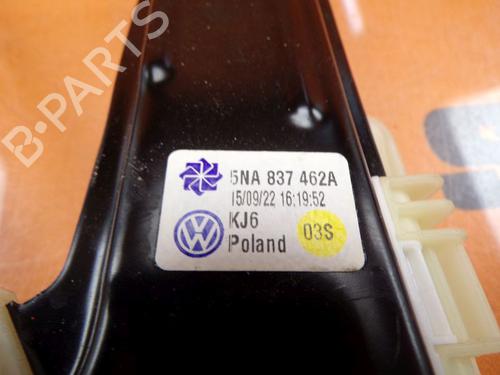 B-PARTS
5NA 837 462A
15/09/22 16:19:52
KJ6
Poland
03S